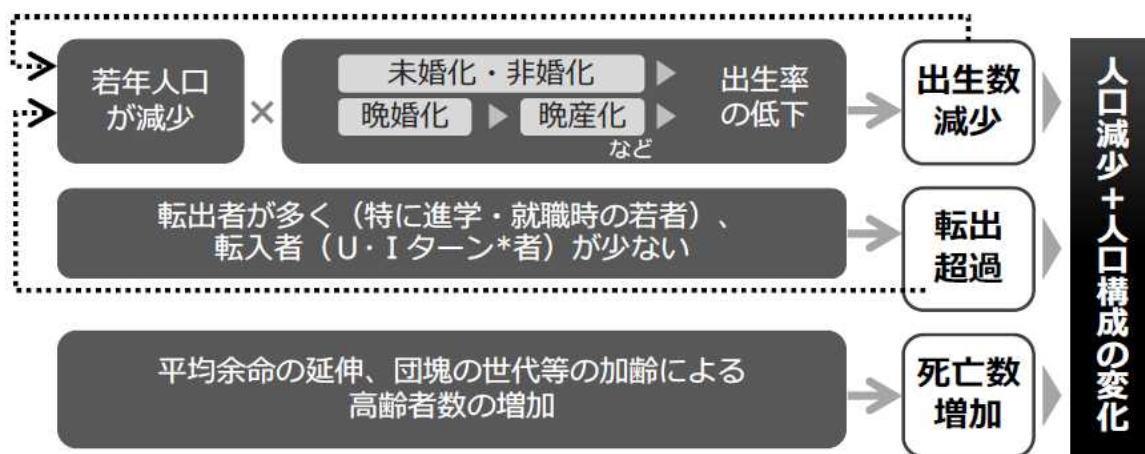 若年人口
が減少
×
未婚化・非婚化
晩婚化
晩産化
など
出生率
の低下
出生数
減少
転出者が多く（特に進学・就職時の若者）、
転入者（U・Iターン*者）が少ない
転出
超過
平均余命の延伸、団塊の世代等の加齢による
高齢者数の増加
死亡数
増加
人口減少＋人口構成の変化